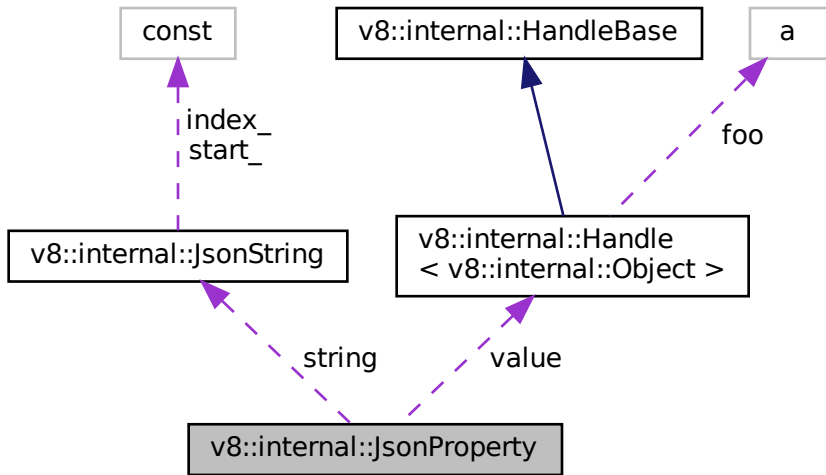 const
v8::internal::HandleBase
a
index_
start_
foo
v8::internal::JsonString
v8::internal::Handle
< v8::internal::Object >
string
value
v8::internal::JsonProperty